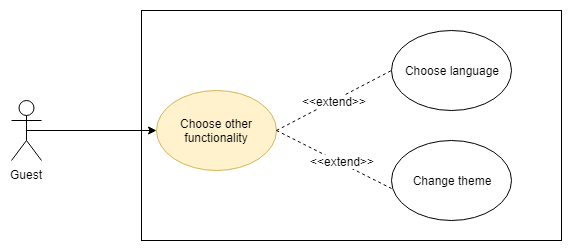 Choose language
<<extend>>
Choose other
functionality
<<extend>>
Guest
Change theme